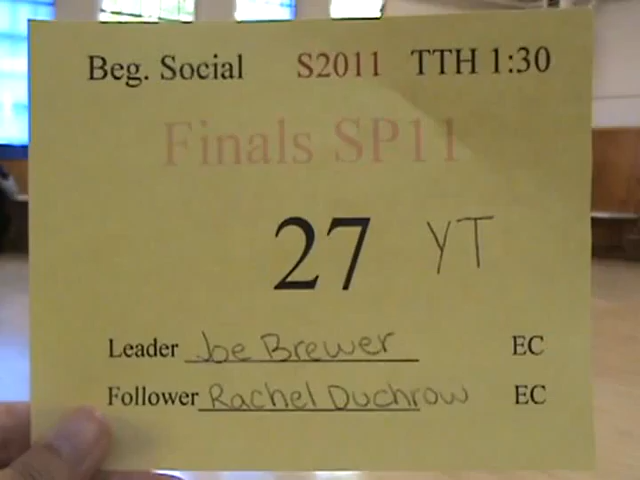 Beg. Social S2011 TTH 1:30
Finals SP11
27 YT
Leader Joe Brewer EC
Follower Rachel Duchrow EC